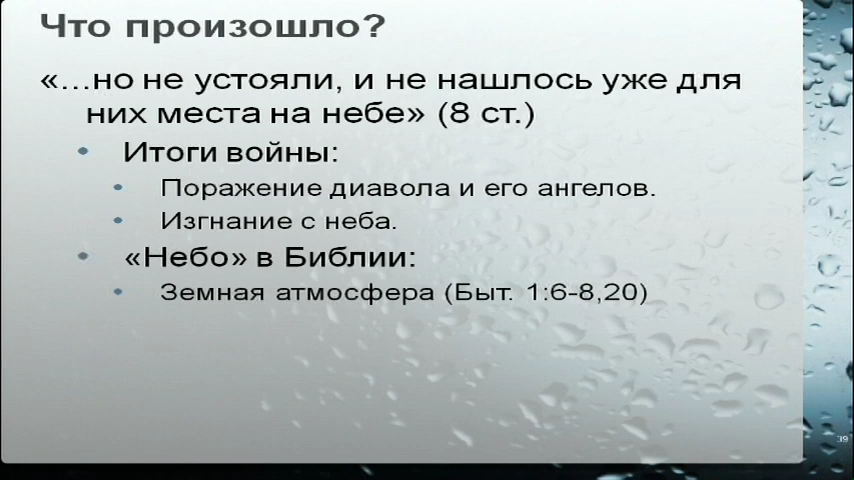 Что произошло?
«...но не устояли, и не нашлось уже для
них места на небе» (8 ст.)
• Итоги войны:
• Поражение диавола и его ангелов.
• Изгнание с неба.
• «Небо» в Библии:
• Земная атмосфера (Быт. 1:6-8,20)
39